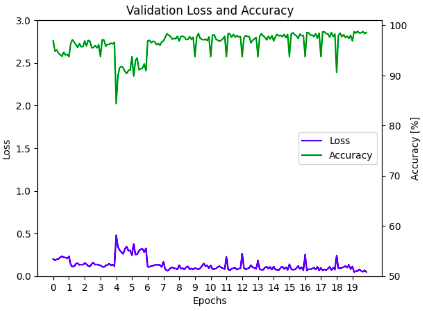 Validation Loss and Accuracy
3.0
2.5
2.0
1.5
1.0
0.5
0.0
Loss
100
90
80
70
60
50
Accuracy [%]
Loss
Accuracy
0 1 2 3 4 5 6 7 8 9 10 11 12 13 14 15 16 17 18 19
Epochs